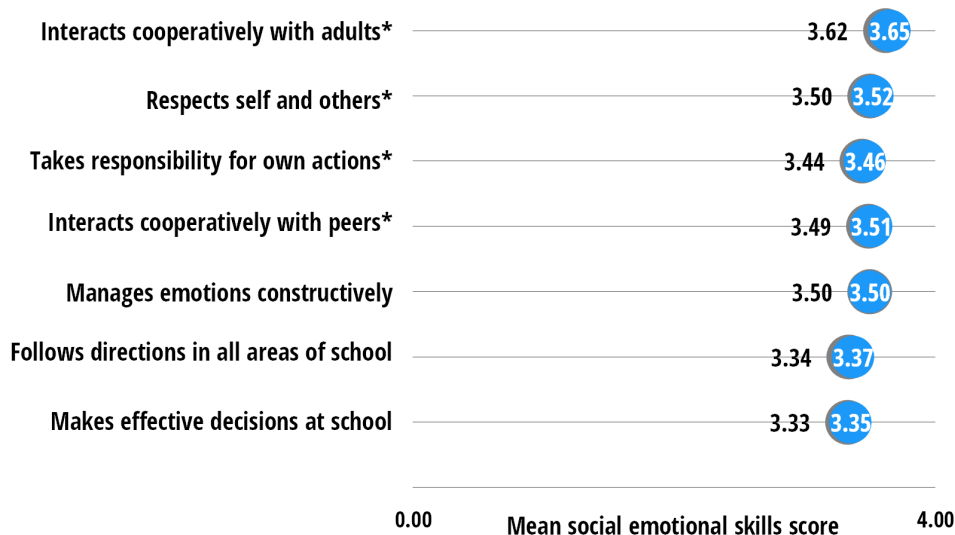 Interacts cooperatively with adults* 3.62 3.65
Respects self and others* 3.50 3.52
Takes responsibility for own actions* 3.44 3.46
Interacts cooperatively with peers* 3.49 3.51
Manages emotions constructively 3.50 3.50
Follows directions in all areas of school 3.34 3.37
Makes effective decisions at school 3.33 3.35
0.00 Mean social emotional skills score 4.00